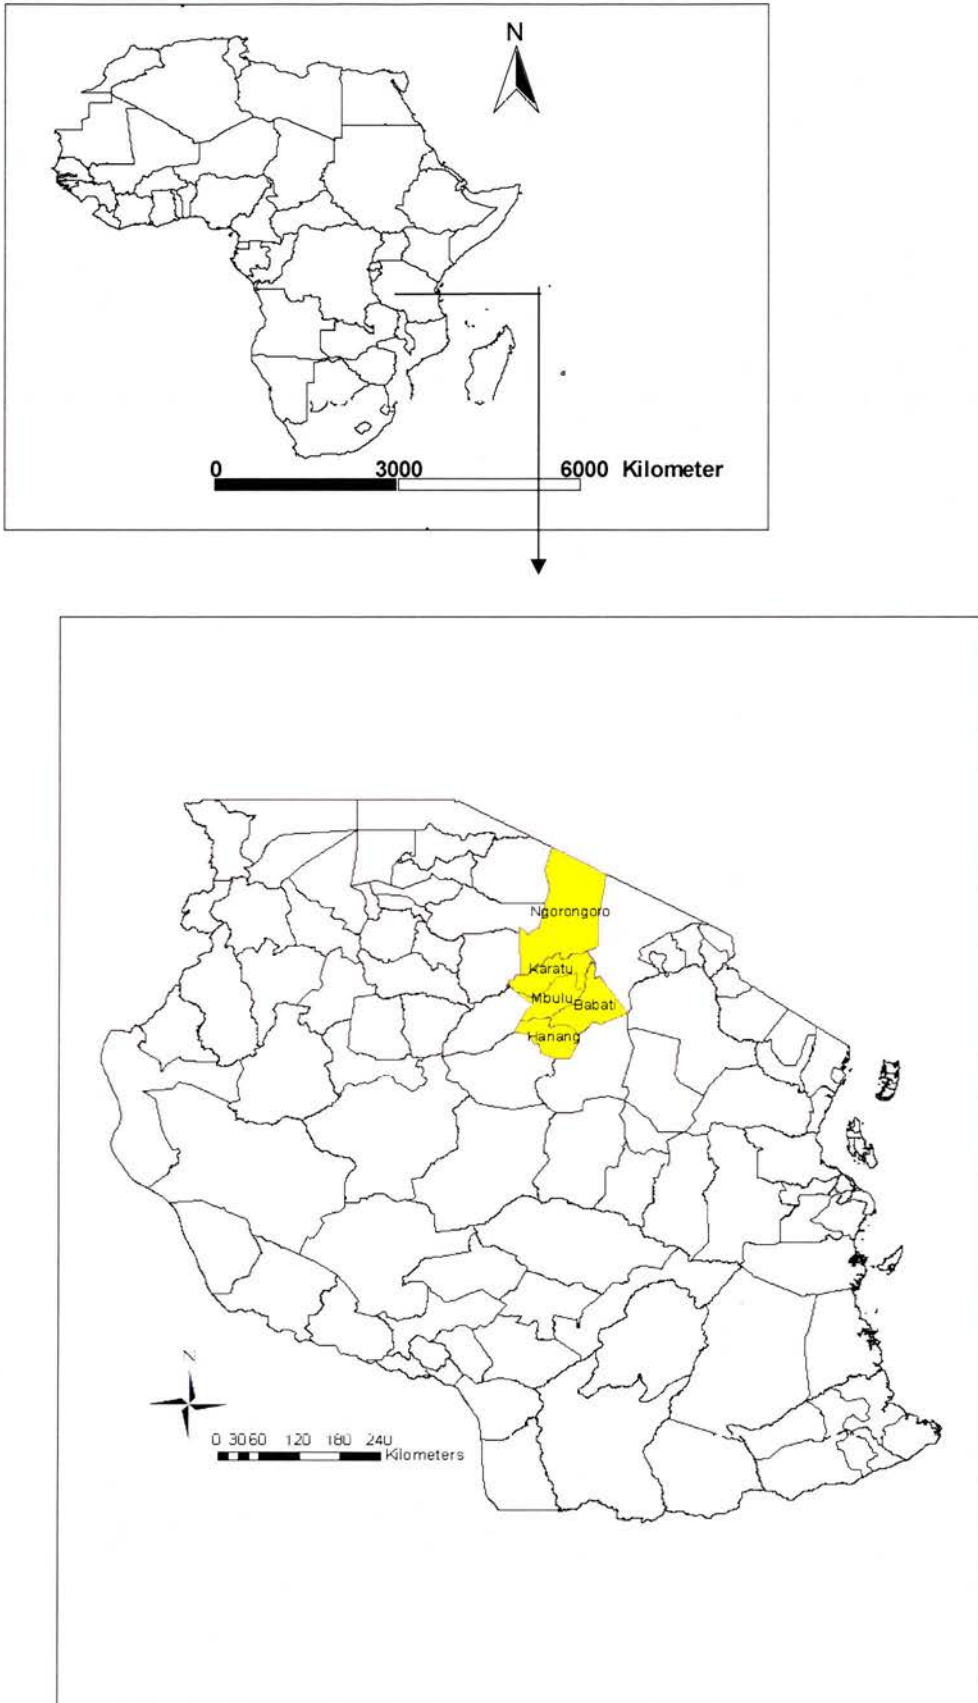 N
0 3000 6000 Kilometer
Ngorongoro
Karatu
Mbulu
Babati
Hanang
N
0 30 60 120 180 240
Kilometers